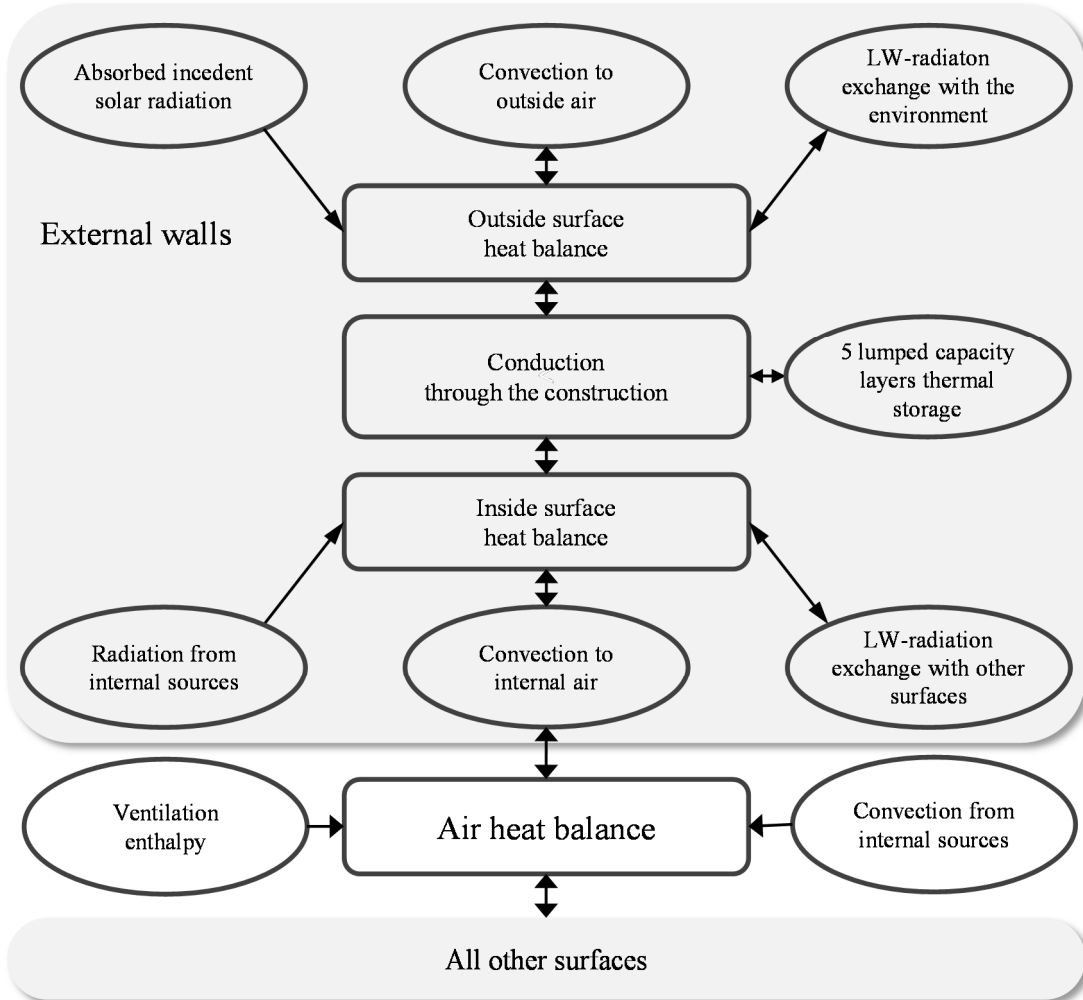 Absorbed incedent
solar radiation
Convection to
outside air
LW-radiaton
exchange with the
environment
External walls
Outside surface
heat balance
Conduction
through the construction
5 lumped capacity
layers thermal
storage
Inside surface
heat balance
Radiation from
internal sources
Convection to
internal air
LW-radiation
exchange with other
surfaces
Ventilation
enthalpy
Air heat balance
Convection from
internal sources
All other surfaces